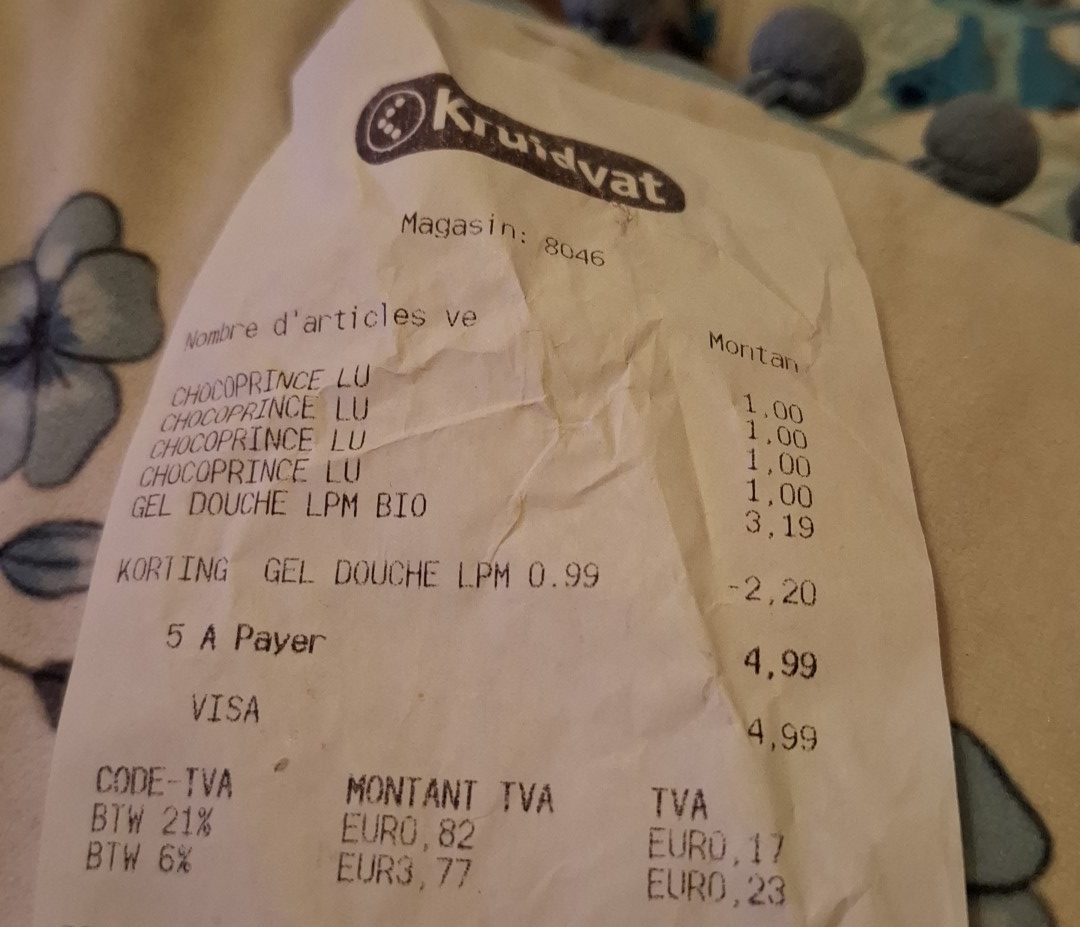 Kruidvat
Magasin: 8046
Nombre d'articles ve Montan
CHOCOPRINCE LU 1,00
CHOCOPRINCE LU 1,00
CHOCOPRINCE LU 1,00
CHOCOPRINCE LU 1,00
GEL DOUCHE LPM BIO 3,19
KORTING GEL DOUCHE LPM 0.99 -2,20
5 A Payer 4,99
VISA 4,99
CODE-TVA MONTANT TVA TVA
BTW 21% EUR0,82 EUR0,17
BTW 6% EUR3,77 EUR0,23